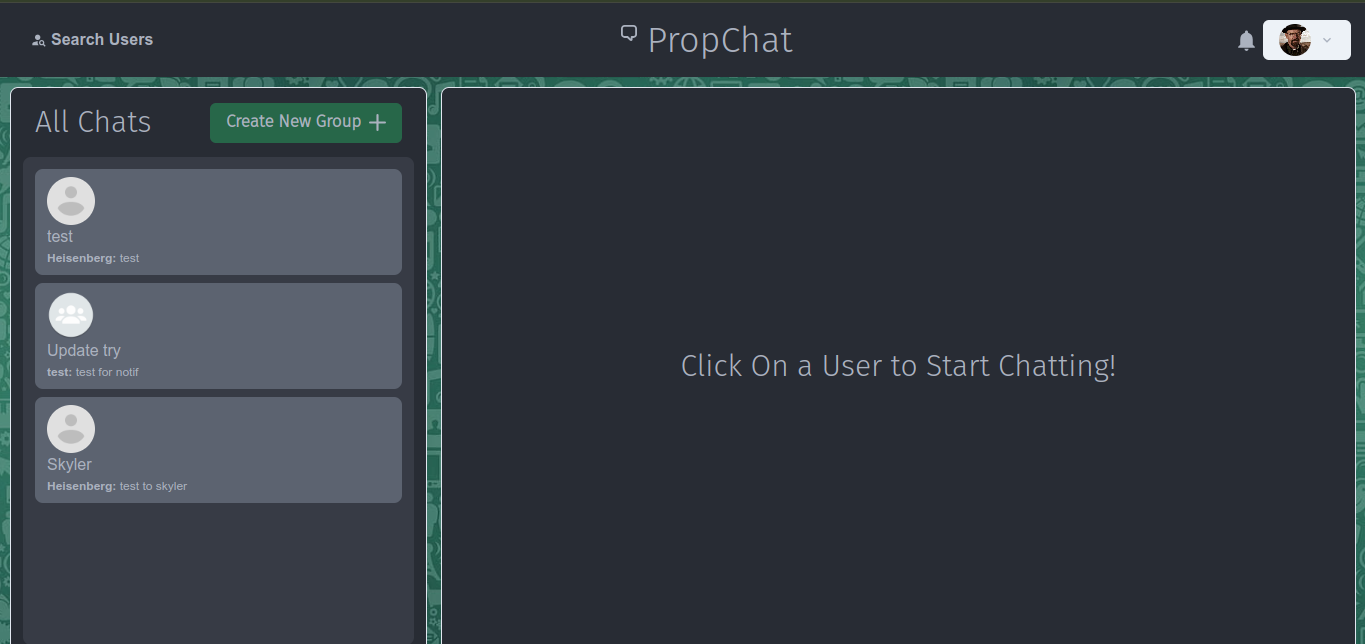 Search Users
PropChat
All Chats
Create New Group
test
Heisenberg: test
Update try
test: test for notif
Skyler
Heisenberg: test to skyler
Click On a User to Start Chatting!